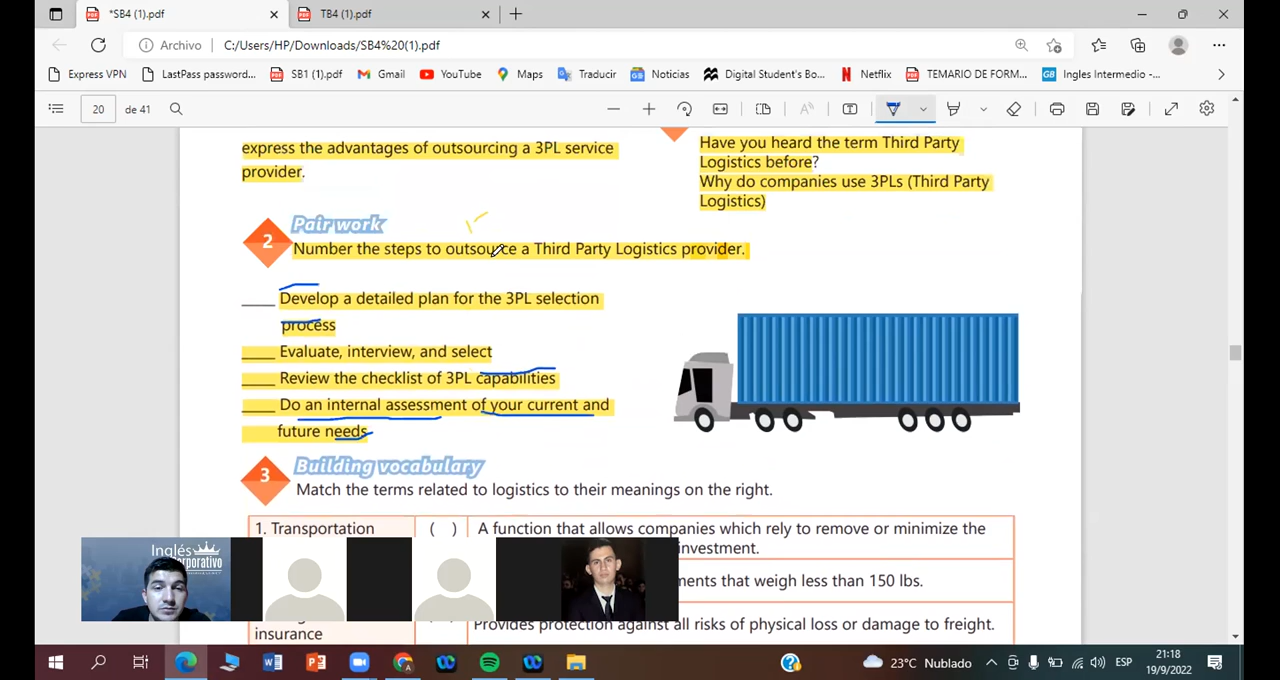 *SB4 (1).pdf
TB4 (1).pdf
Archivo
C:/Users/HP/Downloads/SB4%20(1).pdf
Express VPN
LastPass password...
SB1 (1).pdf
Gmail
YouTube
Maps
Traducir
Noticias
Digital Student's Bo...
Netflix
TEMARIO DE FORM...
Ingles Intermedio -...
20
de 41
express the advantages of outsourcing a 3PL service
provider.
Have you heard the term Third Party
Logistics before?
Why do companies use 3PLs (Third Party
Logistics)
2
Pair work
Number the steps to outsource a Third Party Logistics provider.
____ Develop a detailed plan for the 3PL selection
process
____ Evaluate, interview, and select
____ Review the checklist of 3PL capabilities
____ Do an internal assessment of your current and
future needs
3
Building vocabulary
Match the terms related to logistics to their meanings on the right.
1. Transportation
( )
A function that allows companies which rely to remove or minimize the
investment.
that weigh less than 150 lbs.
insurance
Provides protection against all risks of physical loss or damage to freight.
Inglés
Corporativo
23°C Nublado
ESP
21:18
19/9/2022